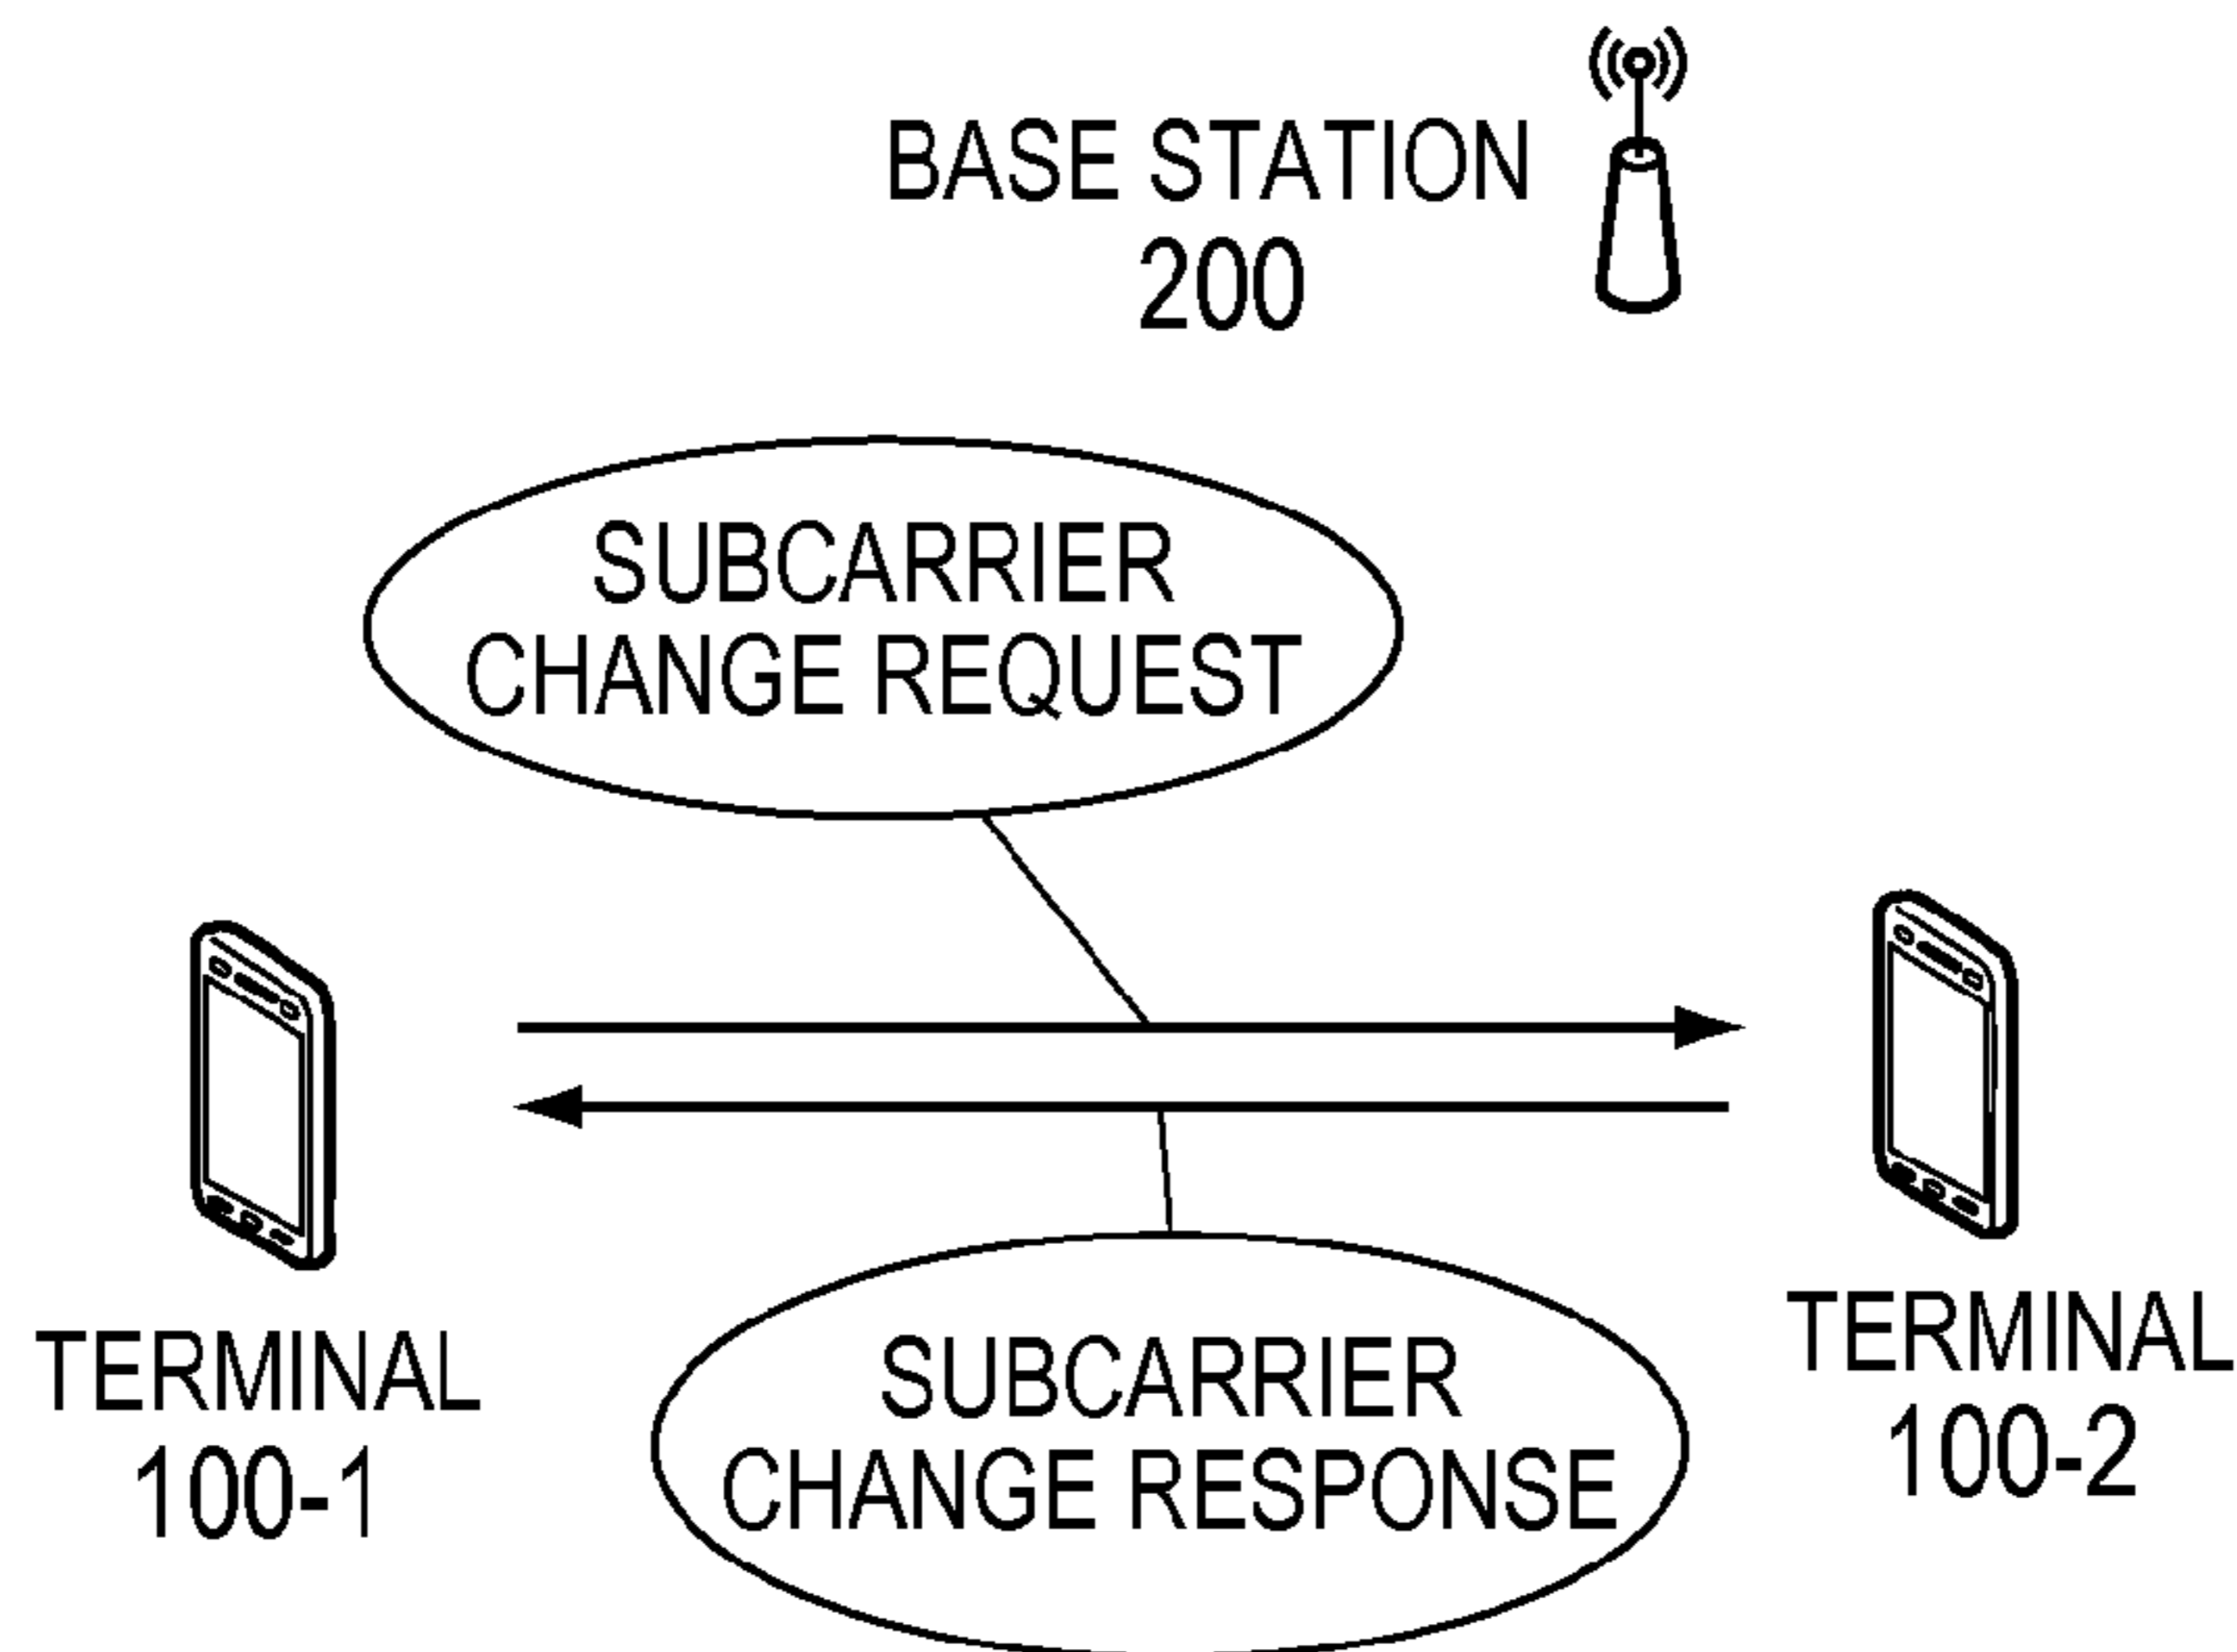 BASE STATION
200
SUBCARRIER
CHANGE REQUEST
TERMINAL
100-1
SUBCARRIER
CHANGE RESPONSE
TERMINAL
100-2